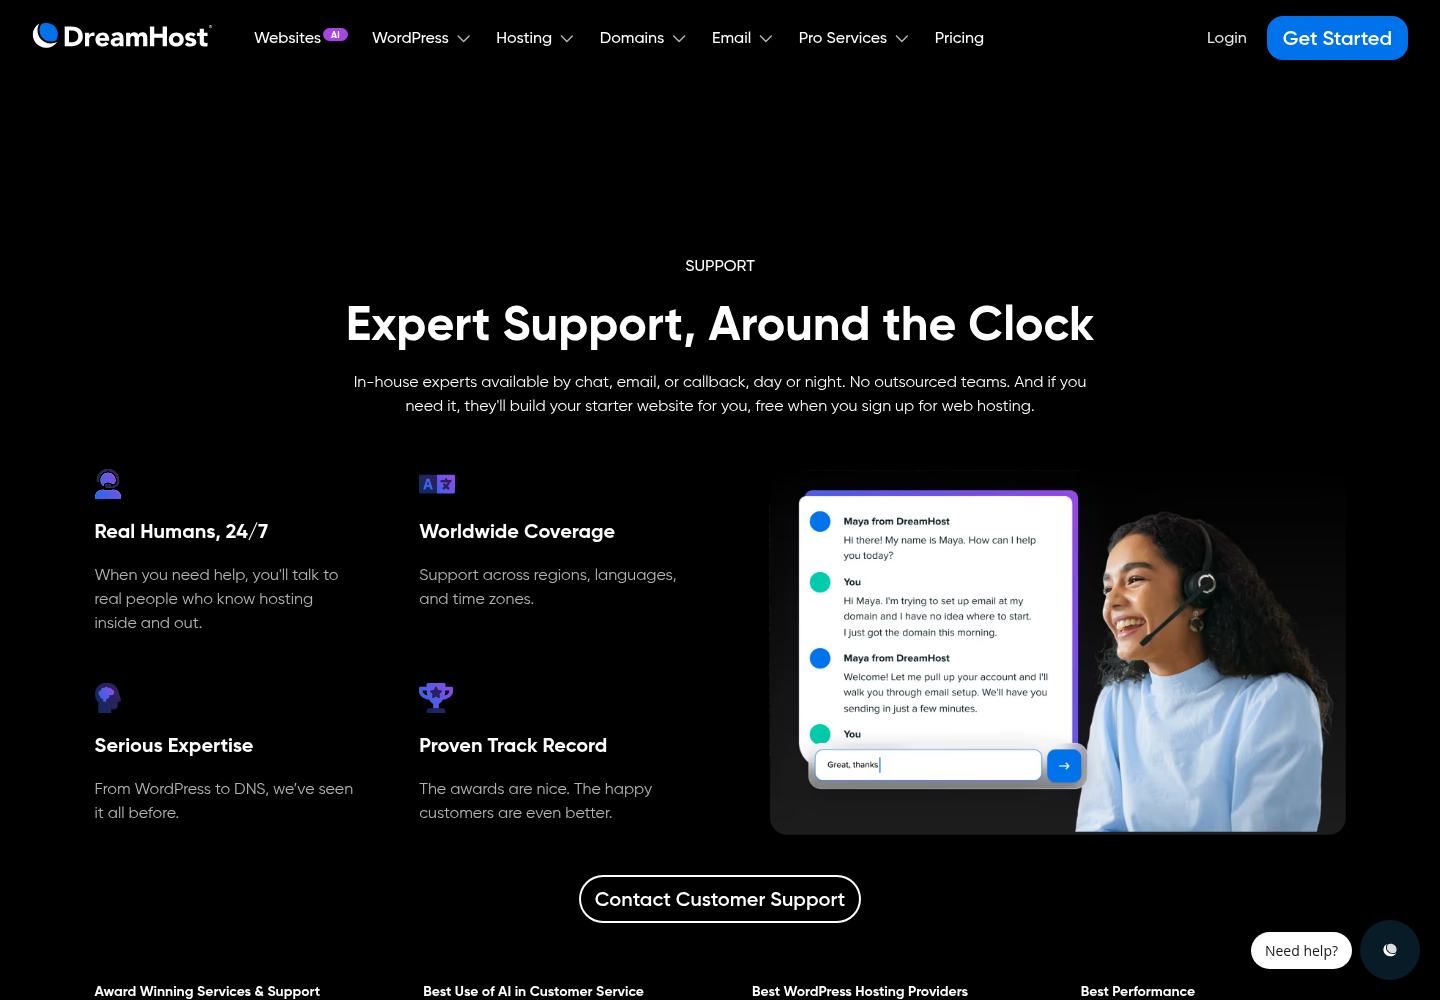 DreamHost
Websites AI WordPress Hosting Domains Email Pro Services Pricing Login Get Started
SUPPORT
Expert Support, Around the Clock
In-house experts available by chat, email, or callback, day or night. No outsourced teams. And if you
need it, they'll build your starter website for you, free when you sign up for web hosting.
Real Humans, 24/7
When you need help, you'll talk to
real people who know hosting
inside and out.
A
Worldwide Coverage
Support across regions, languages,
and time zones.
Serious Expertise
From WordPress to DNS, we’ve seen
it all before.
Proven Track Record
The awards are nice. The happy
customers are even better.
Maya from DreamHost
Hi there! My name is Maya. How can I help
you today?
You
Hi Maya. I'm trying to set up email at my
domain and I have no idea where to start.
I just got the domain this morning.
Maya from DreamHost
Welcome! Let me pull up your account and I'll
walk you through email setup. We'll have you
sending in just a few minutes.
You
Great, thanks
Contact Customer Support
Need help?
Award Winning Services & Support
Best Use of AI in Customer Service
Best WordPress Hosting Providers
Best Performance